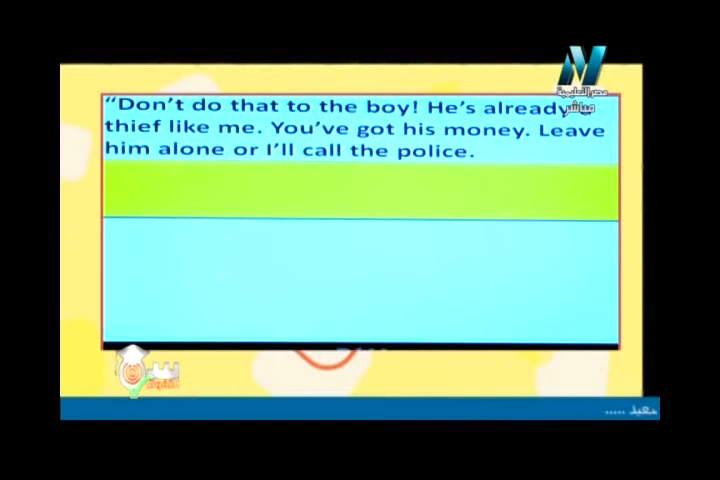 مصر التعليمية
مباشر
“Don’t do that to the boy! He’s already
thief like me. You’ve got his money. Leave
him alone or I’ll call the police.
معيد .....